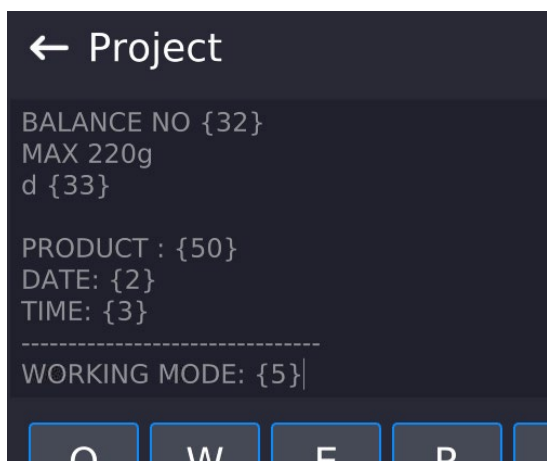 ← Project
BALANCE NO {32}
MAX 220g
d {33}
PRODUCT : {50}
DATE: {2}
TIME: {3}
--------------------------------
WORKING MODE: {5}
Q W E R